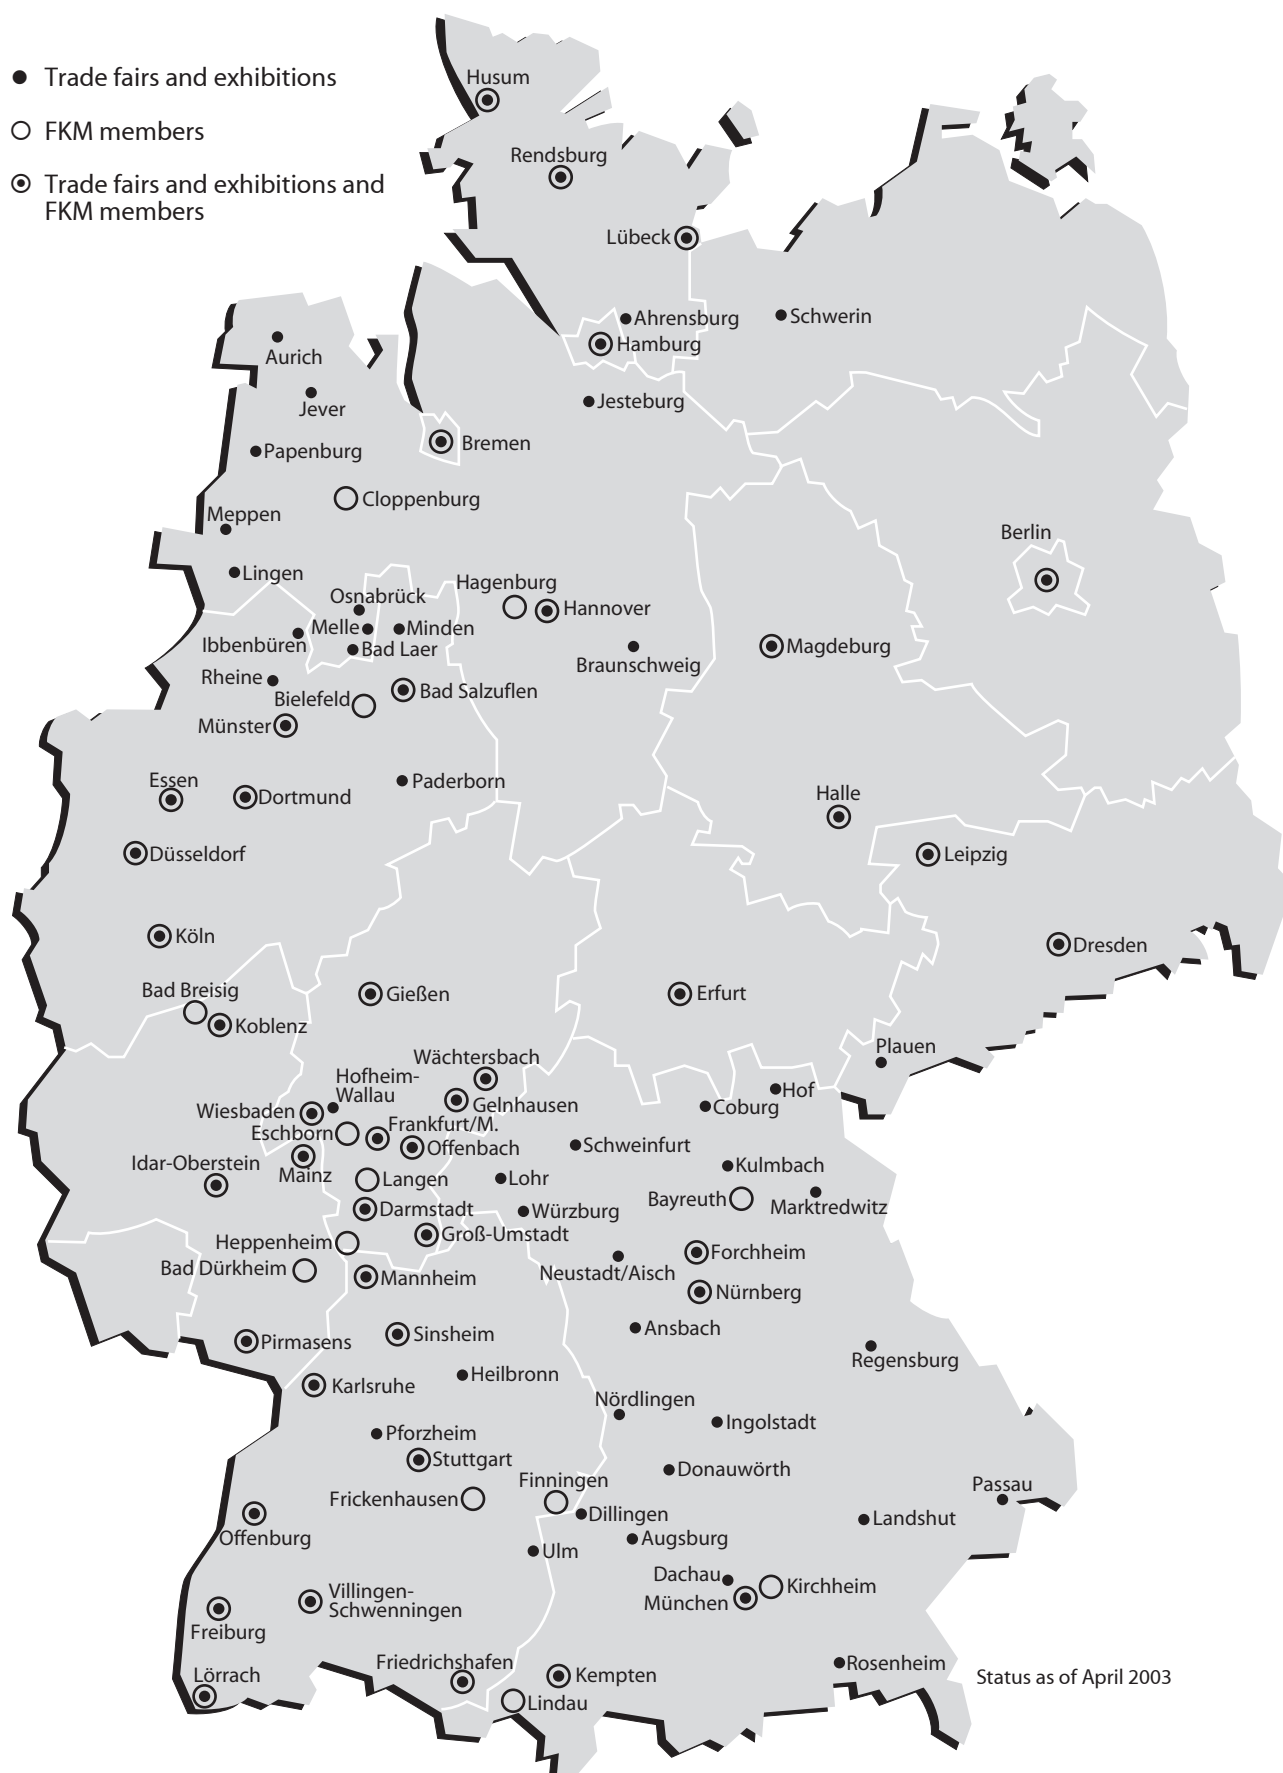 Trade fairs and exhibitions
FKM members
Trade fairs and exhibitions and
FKM members
Husum
Rendsburg
Lübeck
Ahrensburg
Schwerin
Hamburg
Aurich
Jever
Jesteburg
Bremen
Papenburg
Cloppenburg
Meppen
Berlin
Lingen
Hagenburg
Osnabrück
Hannover
Melle
Minden
Ibbenbüren
Bad Laer
Magdeburg
Braunschweig
Rheine
Bielefeld
Bad Salzuflen
Münster
Essen
Paderborn
Dortmund
Halle
Düsseldorf
Leipzig
Köln
Dresden
Bad Breisig
Gießen
Erfurt
Koblenz
Plauen
Wächtersbach
Hofheim-
Wallau
Hof
Wiesbaden
Gelnhausen
Coburg
Eschborn
Frankfurt/M.
Offenbach
Schweinfurt
Idar-Oberstein
Mainz
Langen
Lohr
Kulmbach
Bayreuth
Marktredwitz
Darmstadt
Würzburg
Heppenheim
Groß-Umstadt
Forchheim
Bad Dürkheim
Mannheim
Neustadt/Aisch
Nürnberg
Pirmasens
Sinsheim
Ansbach
Regensburg
Karlsruhe
Heilbronn
Nördlingen
Ingolstadt
Pforzheim
Stuttgart
Donauwörth
Finningen
Passau
Frickenhausen
Dillingen
Landshut
Offenburg
Augsburg
Ulm
Dachau
Kirchheim
Villingen-
Schwenningen
München
Freiburg
Friedrichshafen
Rosenheim
Lörrach
Kempten
Status as of April 2003
Lindau